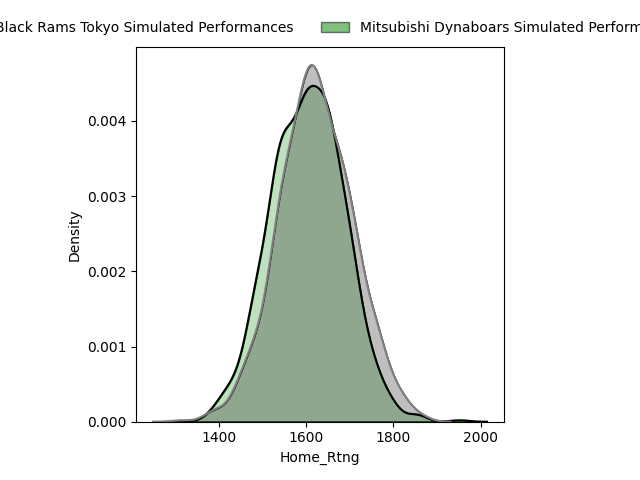 Black Rams Tokyo Simulated Performances
Mitsubishi Dynaboars Simulated Perform
0.004
0.003
0.002
0.001
0.000
Density
1400 1600 1800 2000
Home_Rtng